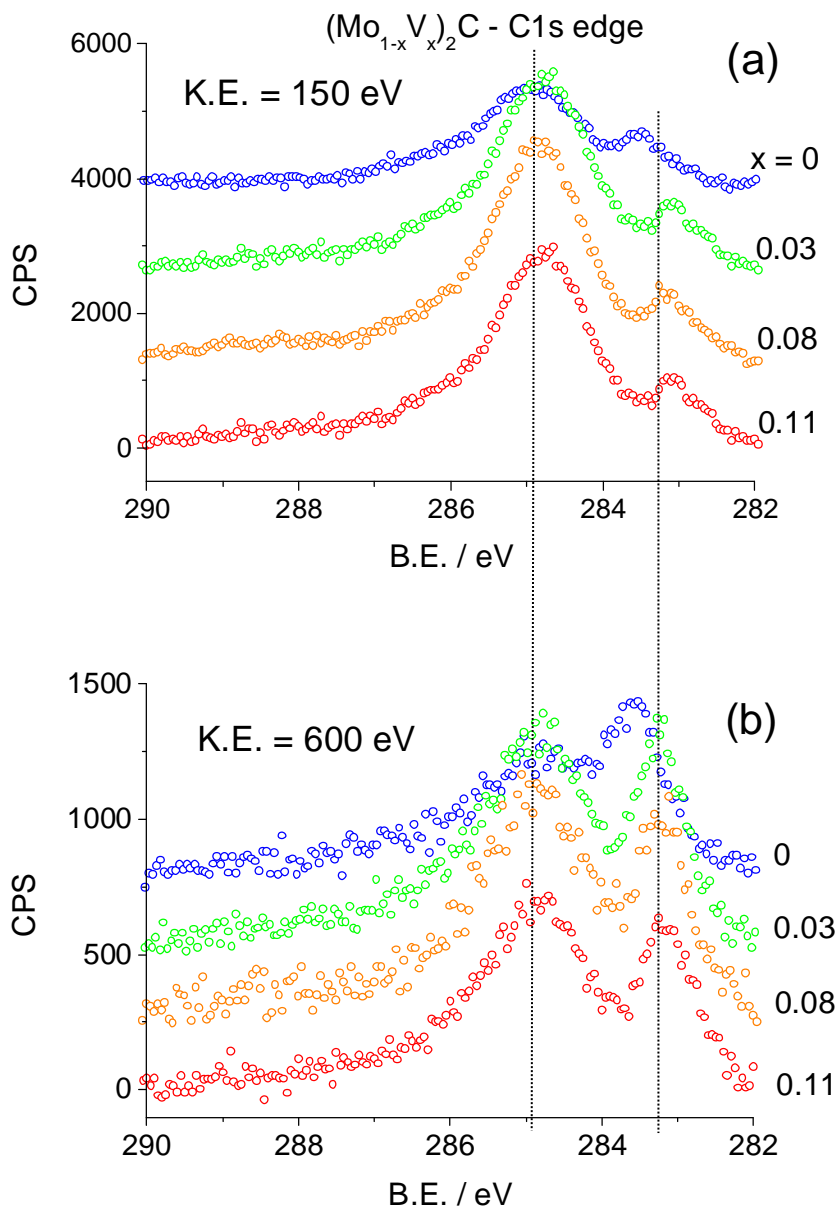 (Mo1-xVx)2C - C1s edge
(a)
K.E. = 150 eV
6000
4000
2000
0
CPS
x = 0
0.03
0.08
0.11
290 288 286 284 282
B.E. / eV
(b)
K.E. = 600 eV
1500
1000
500
0
CPS
0
0.03
0.08
0.11
290 288 286 284 282
B.E. / eV